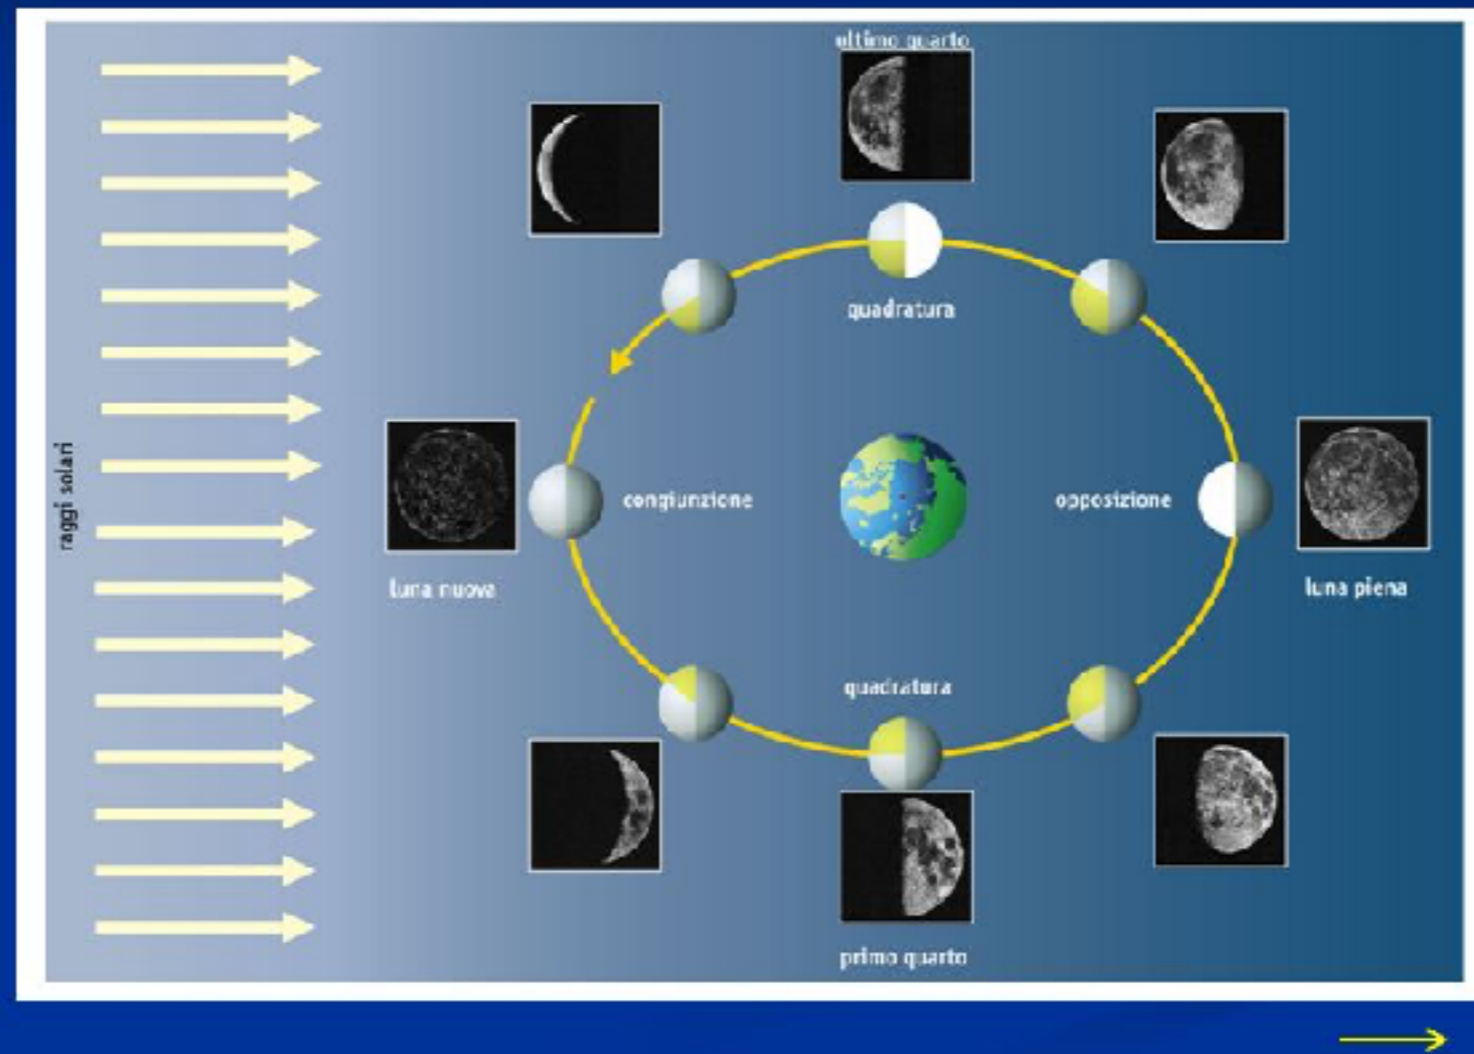 ultimo quarto
quadratura
raggi solari
congiunzione
opposizione
luna nuova
luna piena
quadratura
primo quarto